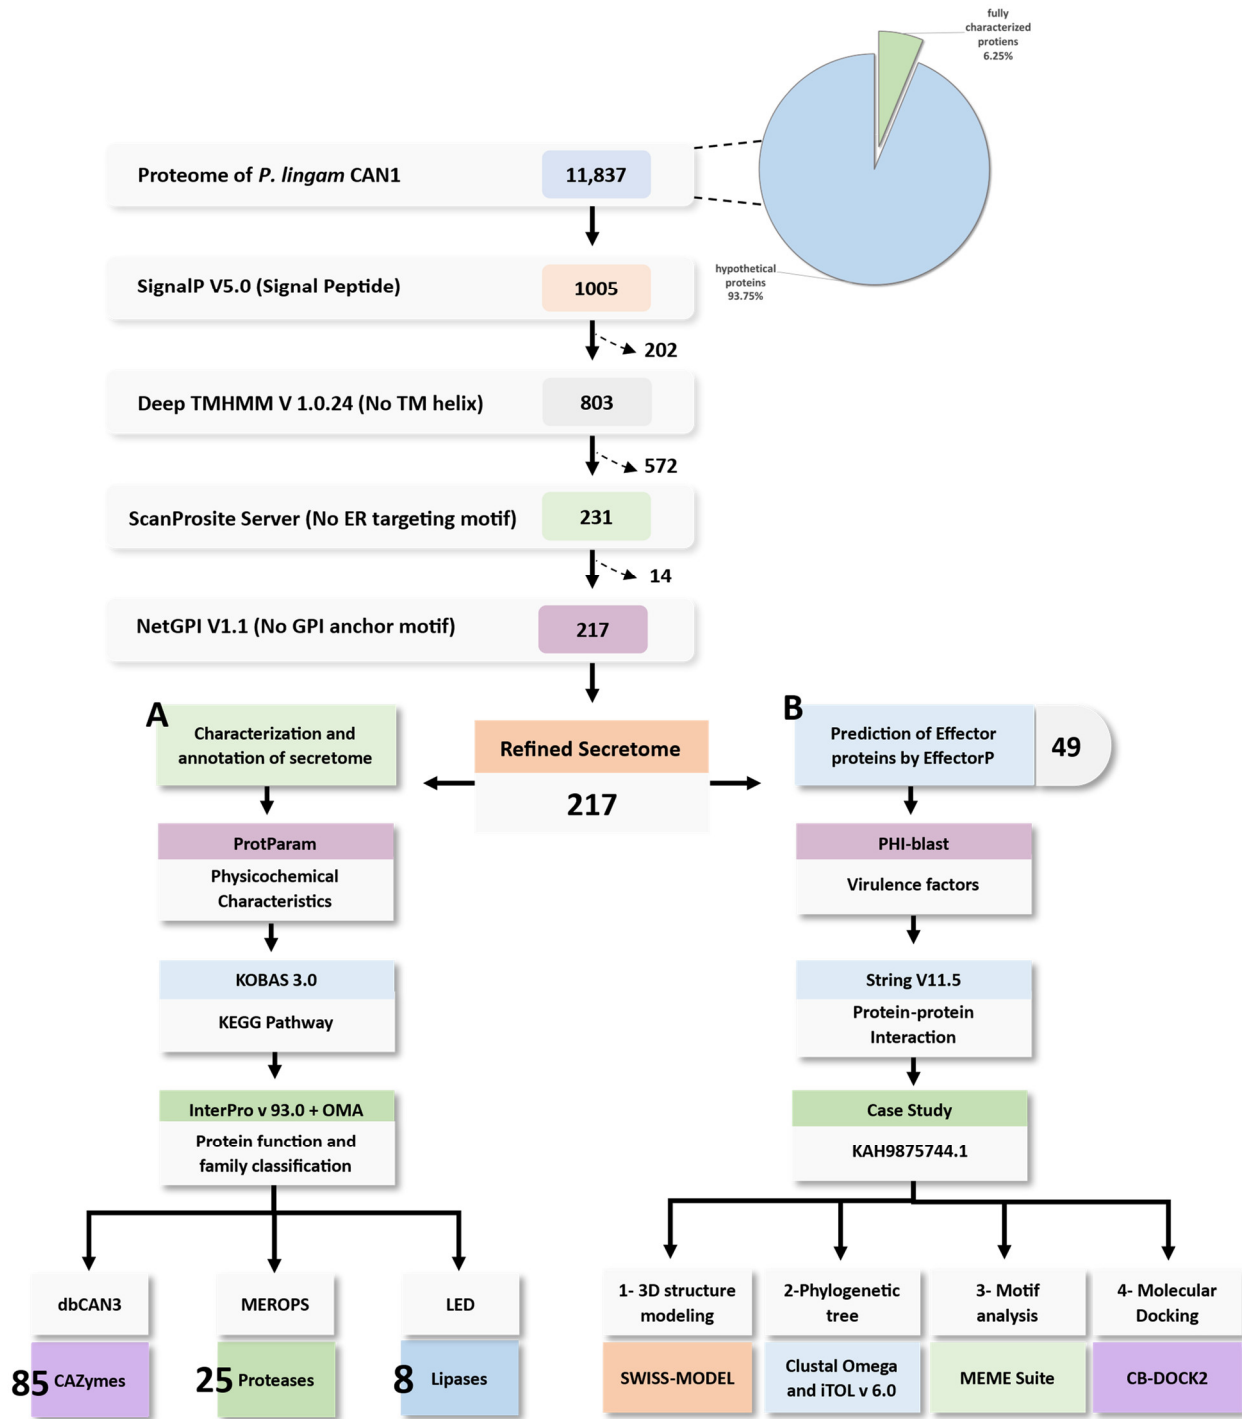 fully
characterized
protiens
6.25%
Proteome of P. lingam CAN1
11,837
hypothetical
proteins
93.75%
SignalP V5.0 (Signal Peptide)
1005
202
Deep TMHMM V 1.0.24 (No TM helix)
803
572
ScanProsite Server (No ER targeting motif)
231
14
NetGPI V1.1 (No GPI anchor motif)
217
A
Characterization and
annotation of secretome
Refined Secretome
217
B
Prediction of Effector
proteins by EffectorP
49
ProtParam
Physicochemical
Characteristics
KOBAS 3.0
KEGG Pathway
InterPro v 93.0 + OMA
Protein function and
family classification
dbCAN3
85 CAZymes
MEROPS
25 Proteases
LED
8 Lipases
PHI-blast
Virulence factors
String V11.5
Protein-protein
Interaction
Case Study
KAH9875744.1
1- 3D structure
modeling
SWISS-MODEL
2-Phylogenetic
tree
Clustal Omega
and iTOL v 6.0
3- Motif
analysis
MEME Suite
4- Molecular
Docking
CB-DOCK2